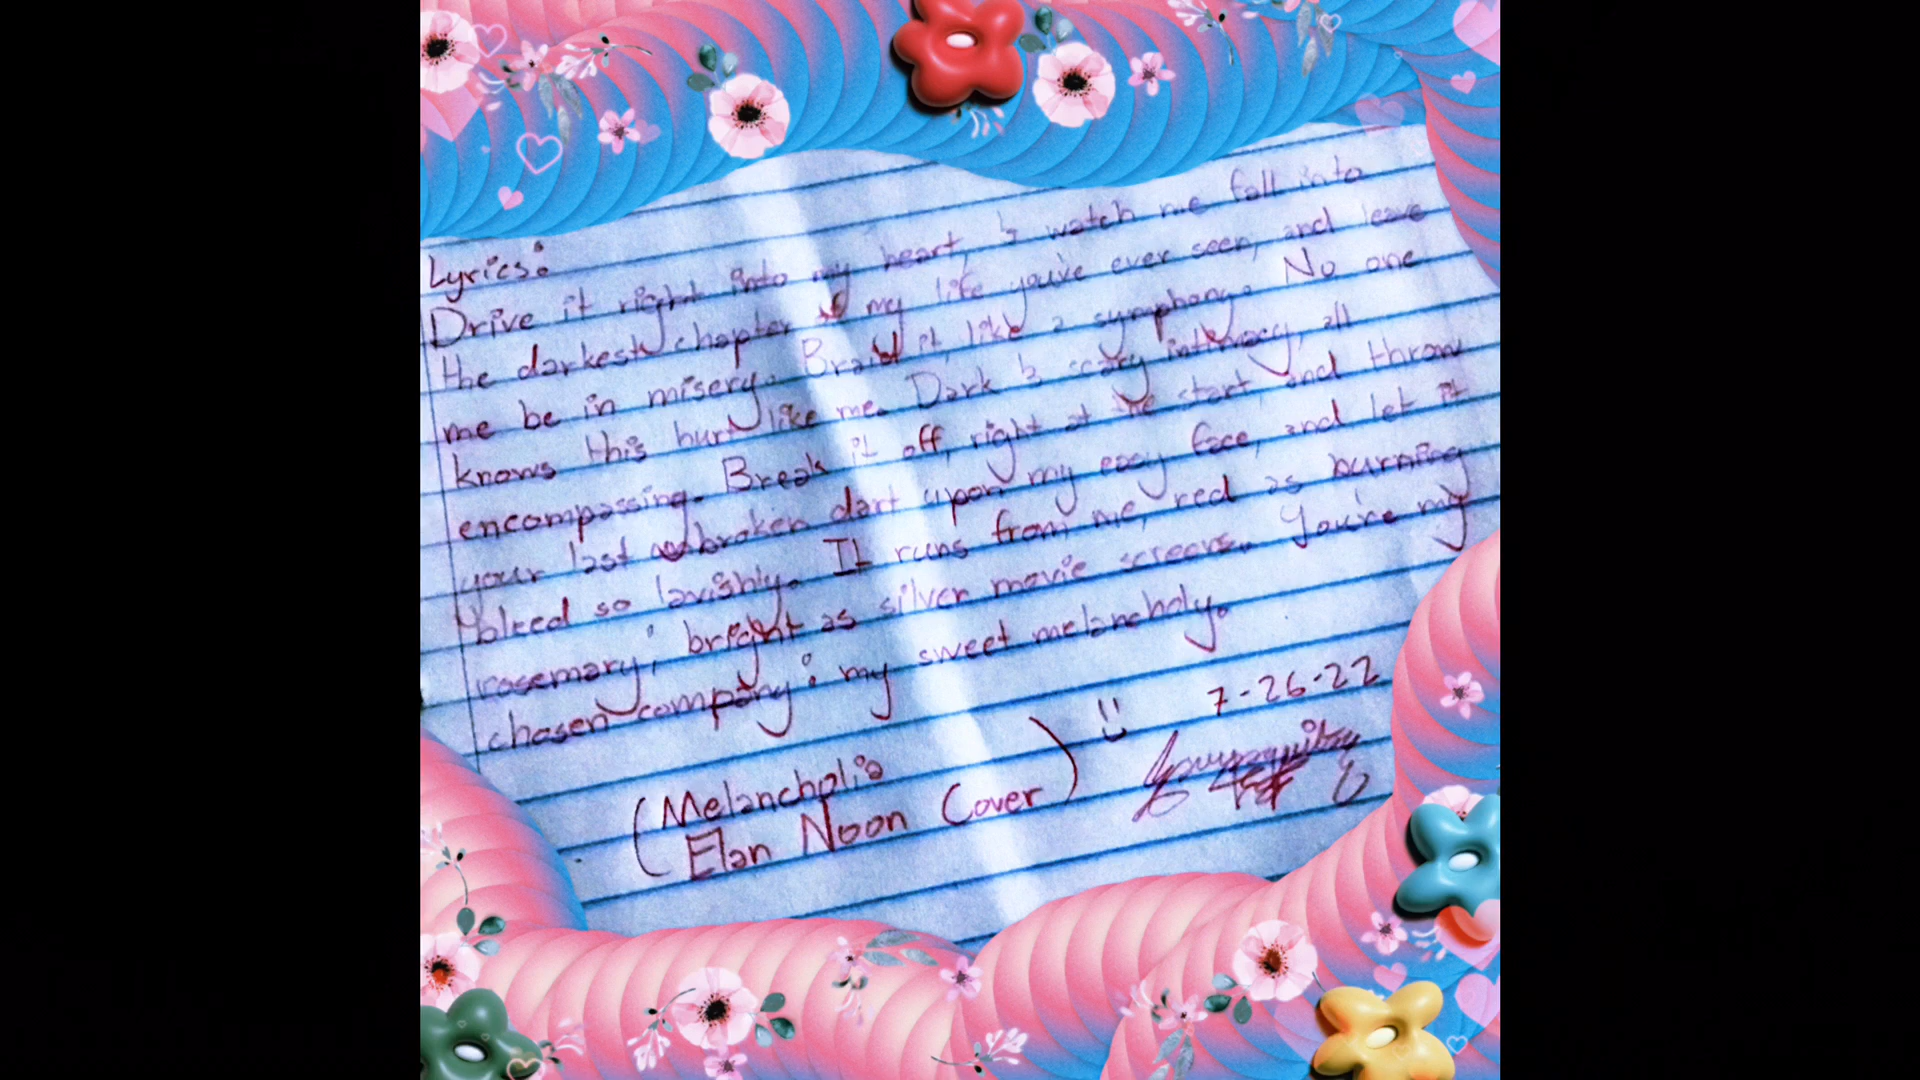 Lyrics:
Drive it right into my heart, & watch me fall into
the darkest chapter of my life you've ever seen, and leave
me be in misery. Braid it, like a symphony. No one
knows this hurt like me. Dark & scary intimacy, all
encompassing. Break it off, right at the start, and throw
your last broken dart upon my easy face, and let it
bleed so lavishly. It runs from me, red as burning
rosemary; bright as silver movie screens. You're my
chosen company: my sweet melancholy.
(Melancholia
Elan Noon Cover) :)
7-26-22